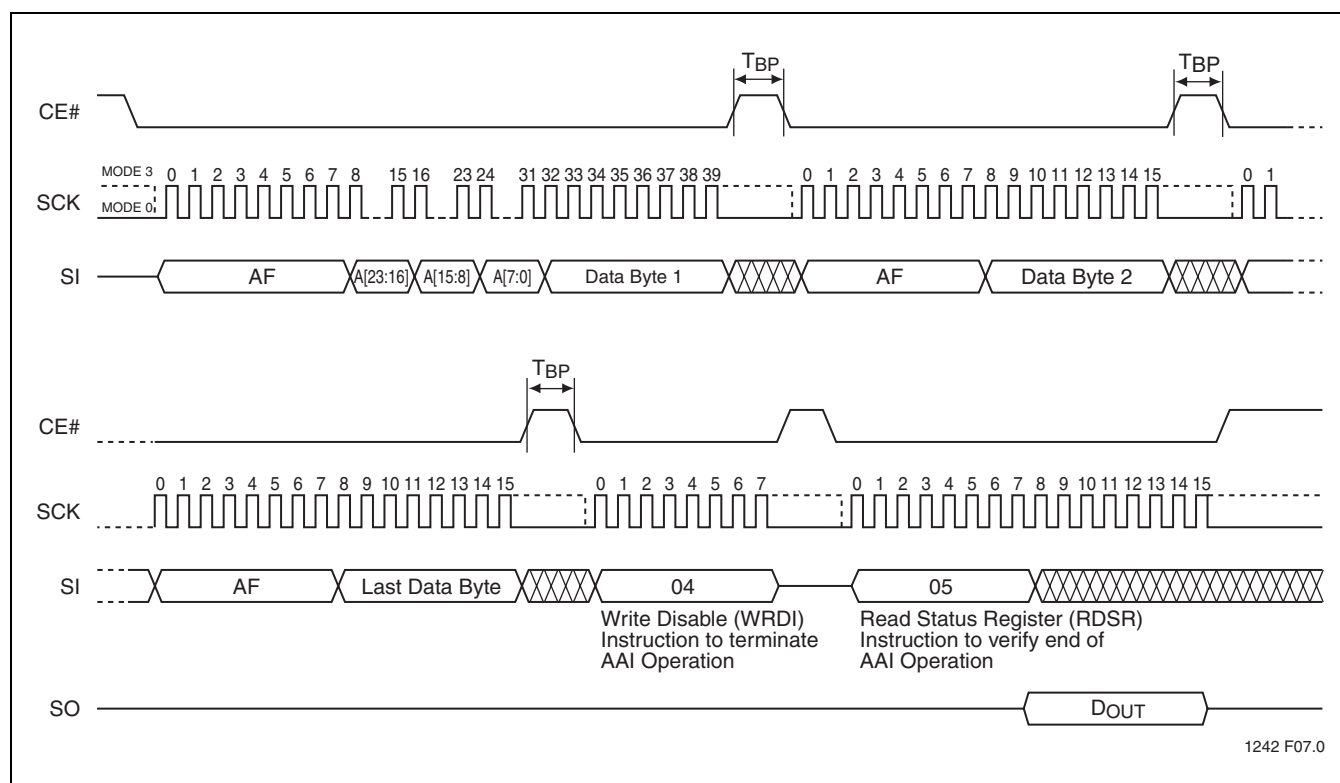 TBP TBP
CE#
MODE 3 0 1 2 3 4 5 6 7 8 15 16 23 24 31 32 33 34 35 36 37 38 39 0 1 2 3 4 5 6 7 8 9 10 11 12 13 14 15 0 1
SCK
MODE 0
SI AF A[23:16] A[15:8] A[7:0] Data Byte 1 AF Data Byte 2
TBP
CE#
0 1 2 3 4 5 6 7 8 9 10 11 12 13 14 15 0 1 2 3 4 5 6 7 0 1 2 3 4 5 6 7 8 9 10 11 12 13 14 15
SCK
SI AF Last Data Byte 04 05
Write Disable (WRDI)
Instruction to terminate
AAI Operation
Read Status Register (RDSR)
Instruction to verify end of
AAI Operation
SO DOUT
1242 F07.0